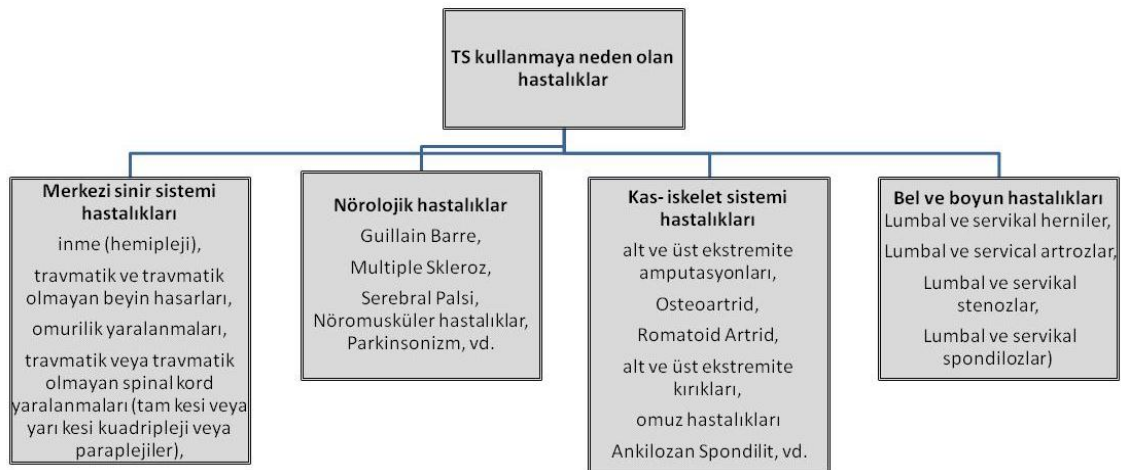 TS kullanmaya neden olan
hastalıklar
Merkezi sinir sistemi
hastalıkları
inme (hemipleji),
travmatik ve travmatik
olmayan beyin hasarları,
omurilik yaralanmaları,
travmatik veya travmatik
olmayan spinal kord
yaralanmaları (tam kesi veya
yarı kesi kuadripleji veya
paraplejiler),
Nörolojik hastalıklar
Guillain Barre,
Multiple Skleroz,
Serebral Palsi,
Nöromusküler hastalıklar,
Parkinsonizm, vd.
Kas- iskelet sistemi
hastalıkları
alt ve üst ekstremite
amputasyonları,
Osteoartrid,
Romatoid Artrid,
alt ve üst ekstremite
kırıkları,
omuz hastalıkları
Ankilozan Spondilit, vd.
Bel ve boyun hastalıkları
Lumbal ve servikal herniler,
Lumbal ve servical artrozlar,
Lumbal ve servikal
stenozlar,
Lumbal ve servikal
spondilozlar)